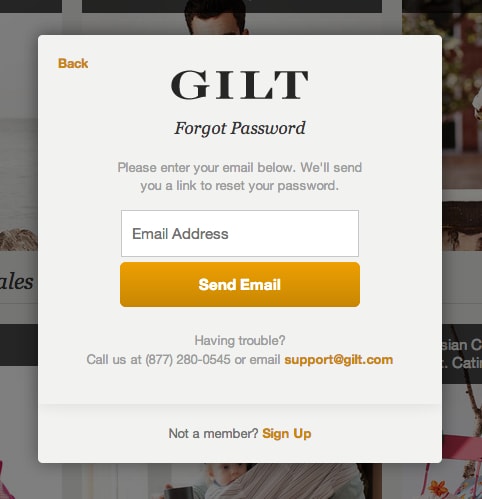 Back
GILT
Forgot Password
Please enter your email below. We'll send
you a link to reset your password.
Email Address
Send Email
Having trouble?
Call us at (877) 280-0545 or email support@gilt.com
Not a member? Sign Up
ales
sian C
t. Cati